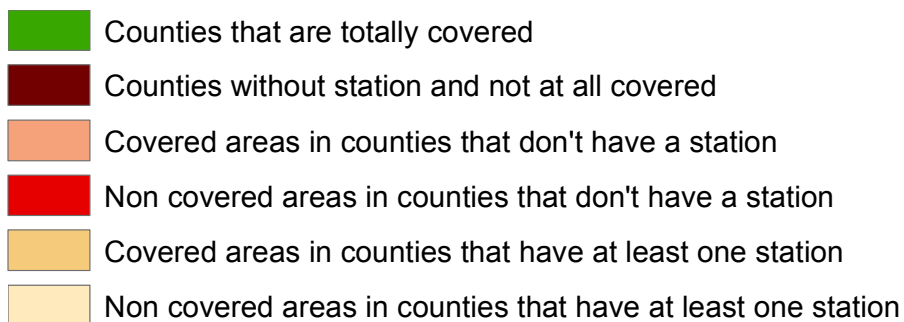 Counties that are totally covered
Counties without station and not at all covered
Covered areas in counties that don't have a station
Non covered areas in counties that don't have a station
Covered areas in counties that have at least one station
Non covered areas in counties that have at least one station